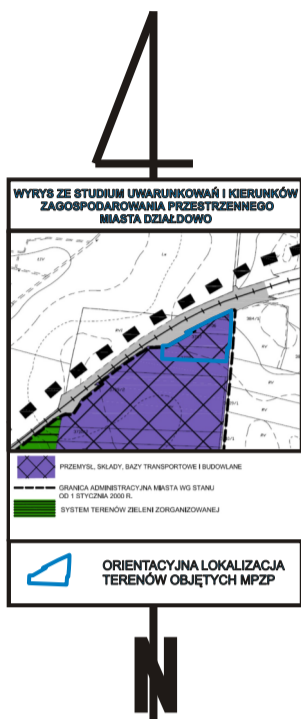 WYRYS ZE STUDIUM UWARUNKOWAŃ I KIERUNKÓW
ZAGOSPODAROWANIA PRZESTRZENNEGO
MIASTA DZIAŁDOWO
PRZEMYSŁ, SKŁADY, BAZY TRANSPORTOWE I BUDOWLANE
GRANICA ADMINISTRACYJNA MIASTA WG STANU
OD 1 STYCZNIA 2000 R.
SYSTEM TERENÓW ZIELENI ZORGANIZOWANEJ
ORIENTACYJNA LOKALIZACJA
TERENÓW OBJĘTYCH MPZP
N